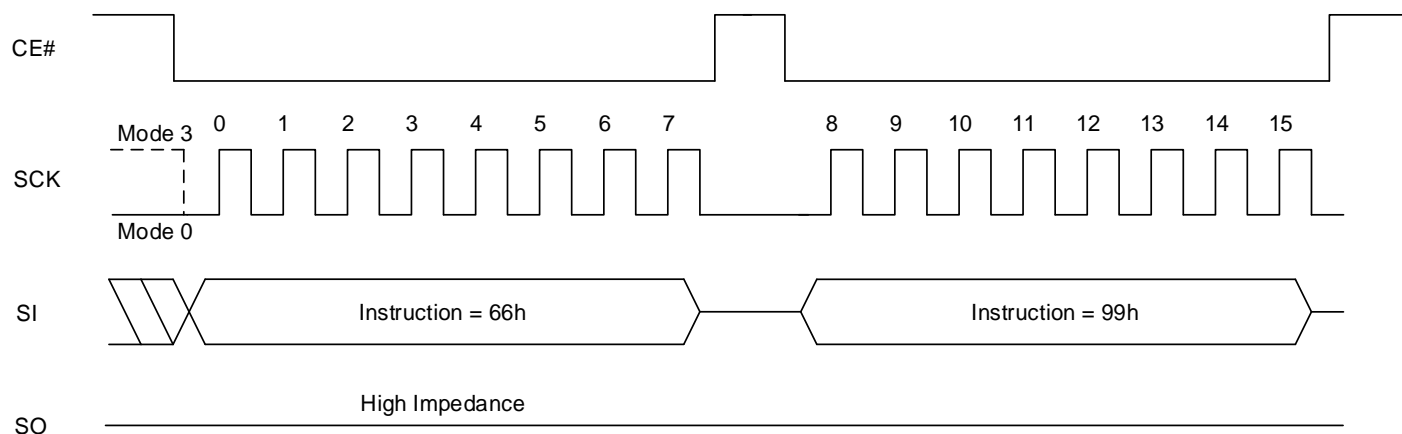 CE#
Mode 3 0 1 2 3 4 5 6 7 8 9 10 11 12 13 14 15
SCK
Mode 0
SI Instruction = 66h Instruction = 99h
High Impedance
SO